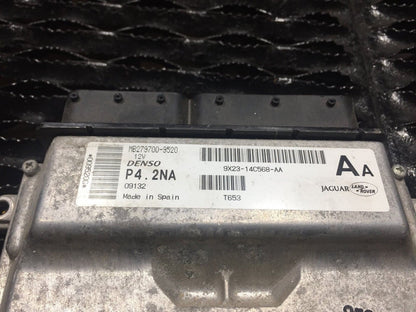 MB279700-9520
12V
DENSO
P4.2NA
09132
Made in Spain
9X23-14C568-AA
T653
AA
JAGUAR LAND ROVER